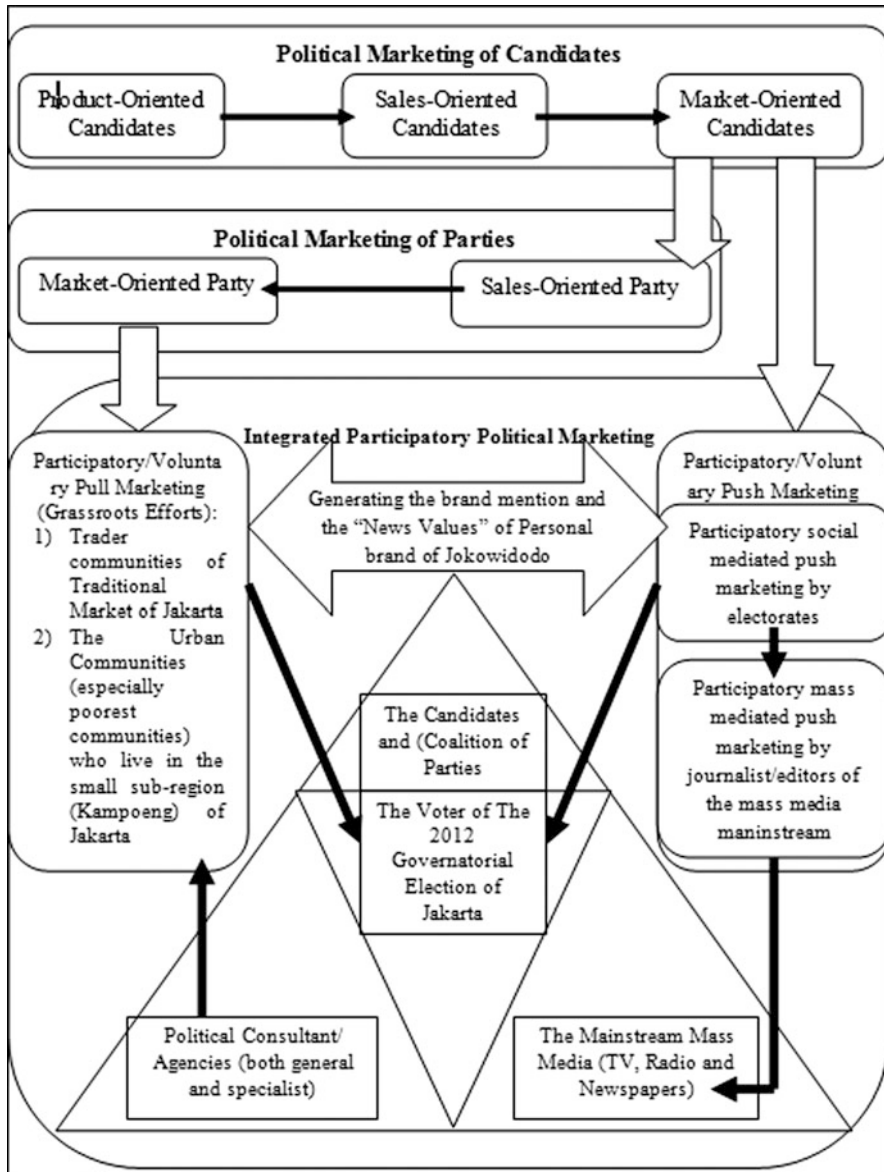 Political Marketing of Candidates
Product-Oriented
Candidates
Sales-Oriented
Candidates
Market-Oriented
Candidates
Political Marketing of Parties
Market-Oriented Party
Sales-Oriented Party
Integrated Participatory Political Marketing
Participatory/Volunta
ry Pull Marketing
(Grassroots Efforts):
1) Trader
communities of
Traditional
Market of Jakarta
2) The Urban
Communities
(especially
poorest
communities)
who live in the
small sub-region
(Kampoeng) of
Jakarta
Generating the brand mention and
the “News Values” of Personal
brand of Jokowidodo
Participatory/Volunt
ary Push Marketing
Participatory social
mediated push
marketing by
electorates
Participatory mass
mediated push
marketing by
journalist/editors of
the mass media
maninstream
The Candidates
and (Coalition of
Parties
The Voter of The
2012
Governatorial
Election of
Jakarta
Political Consultant/
Agencies (both general
and specialist)
The Mainstream Mass
Media (TV, Radio and
Newspapers)